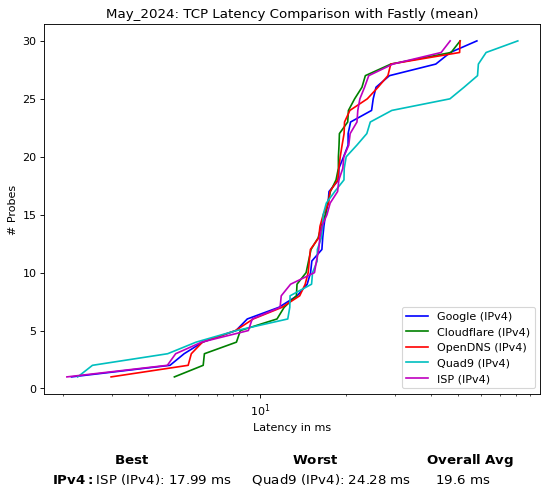 May_2024: TCP Latency Comparison with Fastly (mean)
30
25
20
15
10
5
0
# Probes
Google (IPv4)
Cloudflare (IPv4)
OpenDNS (IPv4)
Quad9 (IPv4)
ISP (IPv4)
10¹
Latency in ms
Best Worst Overall Avg
IPv4: ISP (IPv4): 17.99 ms Quad9 (IPv4): 24.28 ms 19.6 ms